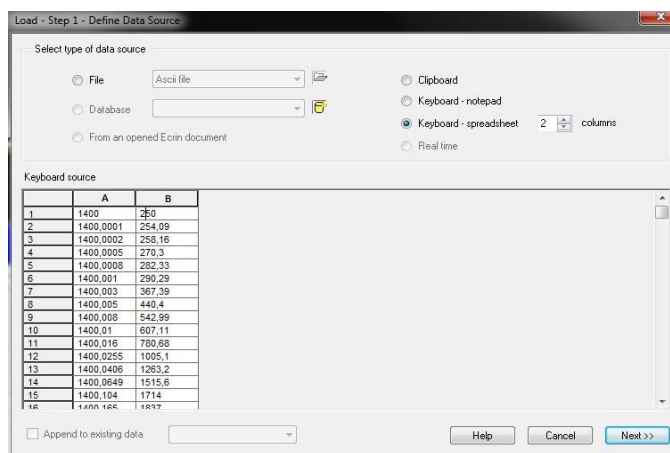 Load - Step 1 - Define Data Source
Select type of data source
File Ascii file
Database
From an opened Ecrin document
Clipboard
Keyboard - notepad
Keyboard - spreadsheet 2 columns
Real time
Keyboard source
A B
1 1400 250
2 1400,0001 254,09
3 1400,0002 258,16
4 1400,0005 270,3
5 1400,0008 282,33
6 1400,001 290,29
7 1400,003 367,39
8 1400,005 440,4
9 1400,008 542,99
10 1400,01 607,11
11 1400,016 780,68
12 1400,0255 1005,1
13 1400,0406 1263,2
14 1400,0649 1515,6
15 1400,104 1714
16 1400,165 1837
Append to existing data
Help Cancel Next >>